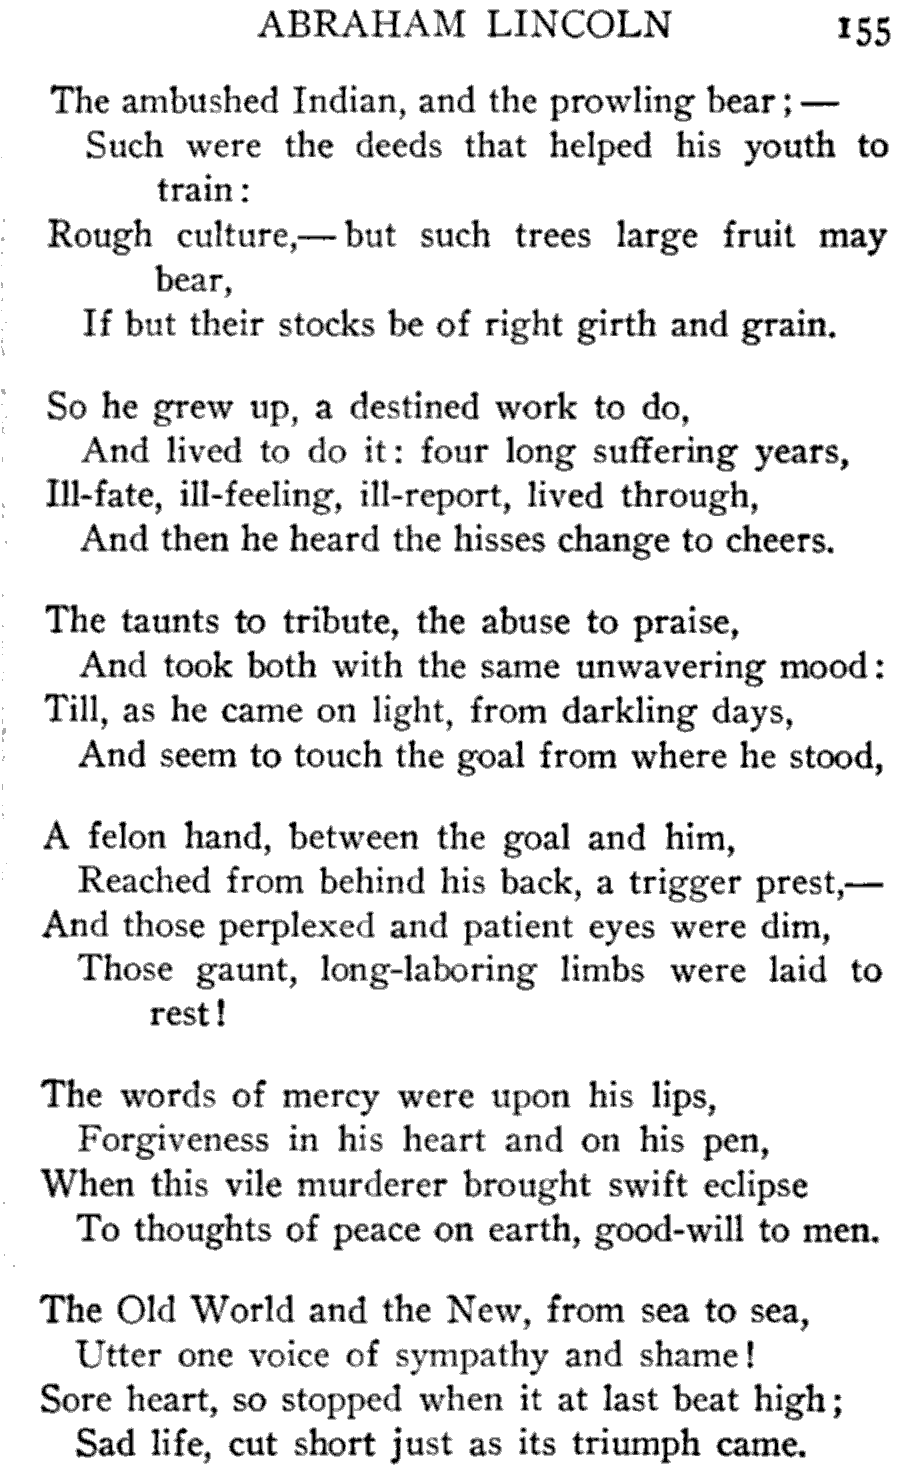 ABRAHAM LINCOLN 155
The ambushed Indian, and the prowling bear; —
Such were the deeds that helped his youth to
train:
Rough culture,— but such trees large fruit may
bear,
If but their stocks be of right girth and grain.
So he grew up, a destined work to do,
And lived to do it: four long suffering years,
Ill-fate, ill-feeling, ill-report, lived through,
And then he heard the hisses change to cheers.
The taunts to tribute, the abuse to praise,
And took both with the same unwavering mood:
Till, as he came on light, from darkling days,
And seem to touch the goal from where he stood,
A felon hand, between the goal and him,
Reached from behind his back, a trigger prest,—
And those perplexed and patient eyes were dim,
Those gaunt, long-laboring limbs were laid to
rest!
The words of mercy were upon his lips,
Forgiveness in his heart and on his pen,
When this vile murderer brought swift eclipse
To thoughts of peace on earth, good-will to men.
The Old World and the New, from sea to sea,
Utter one voice of sympathy and shame!
Sore heart, so stopped when it at last beat high;
Sad life, cut short just as its triumph came.